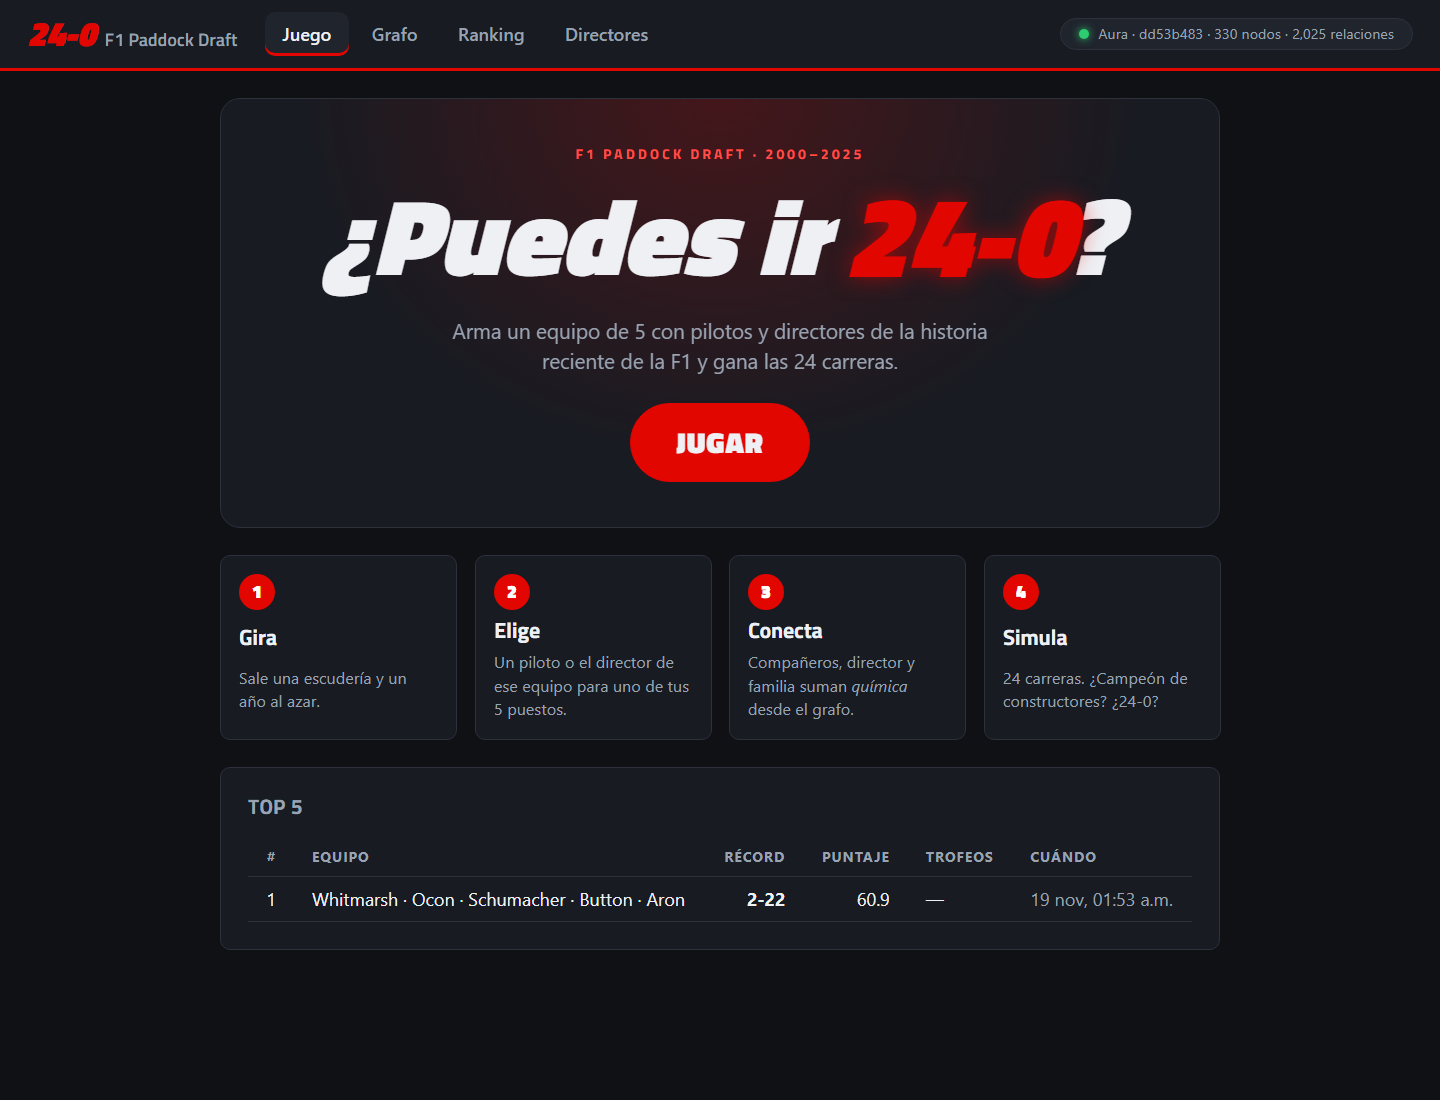 24-0 F1 Paddock Draft
Juego
Grafo
Ranking
Directores
Aura · dd53b483 · 330 nodos · 2,025 relaciones
F1 PADDOCK DRAFT · 2000–2025
¿Puedes ir 24-0?
Arma un equipo de 5 con pilotos y directores de la historia
reciente de la F1 y gana las 24 carreras.
JUGAR
1
Gira
Sale una escudería y un
año al azar.
2
Elige
Un piloto o el director de
ese equipo para uno de tus
5 puestos.
3
Conecta
Compañeros, director y
familia suman química
desde el grafo.
4
Simula
24 carreras. ¿Campeón de
constructores? ¿24-0?
TOP 5
# EQUIPO RÉCORD PUNTAJE TROFEOS CUÁNDO
1 Whitmarsh · Ocon · Schumacher · Button · Aron 2-22 60.9 — 19 nov, 01:53 a.m.